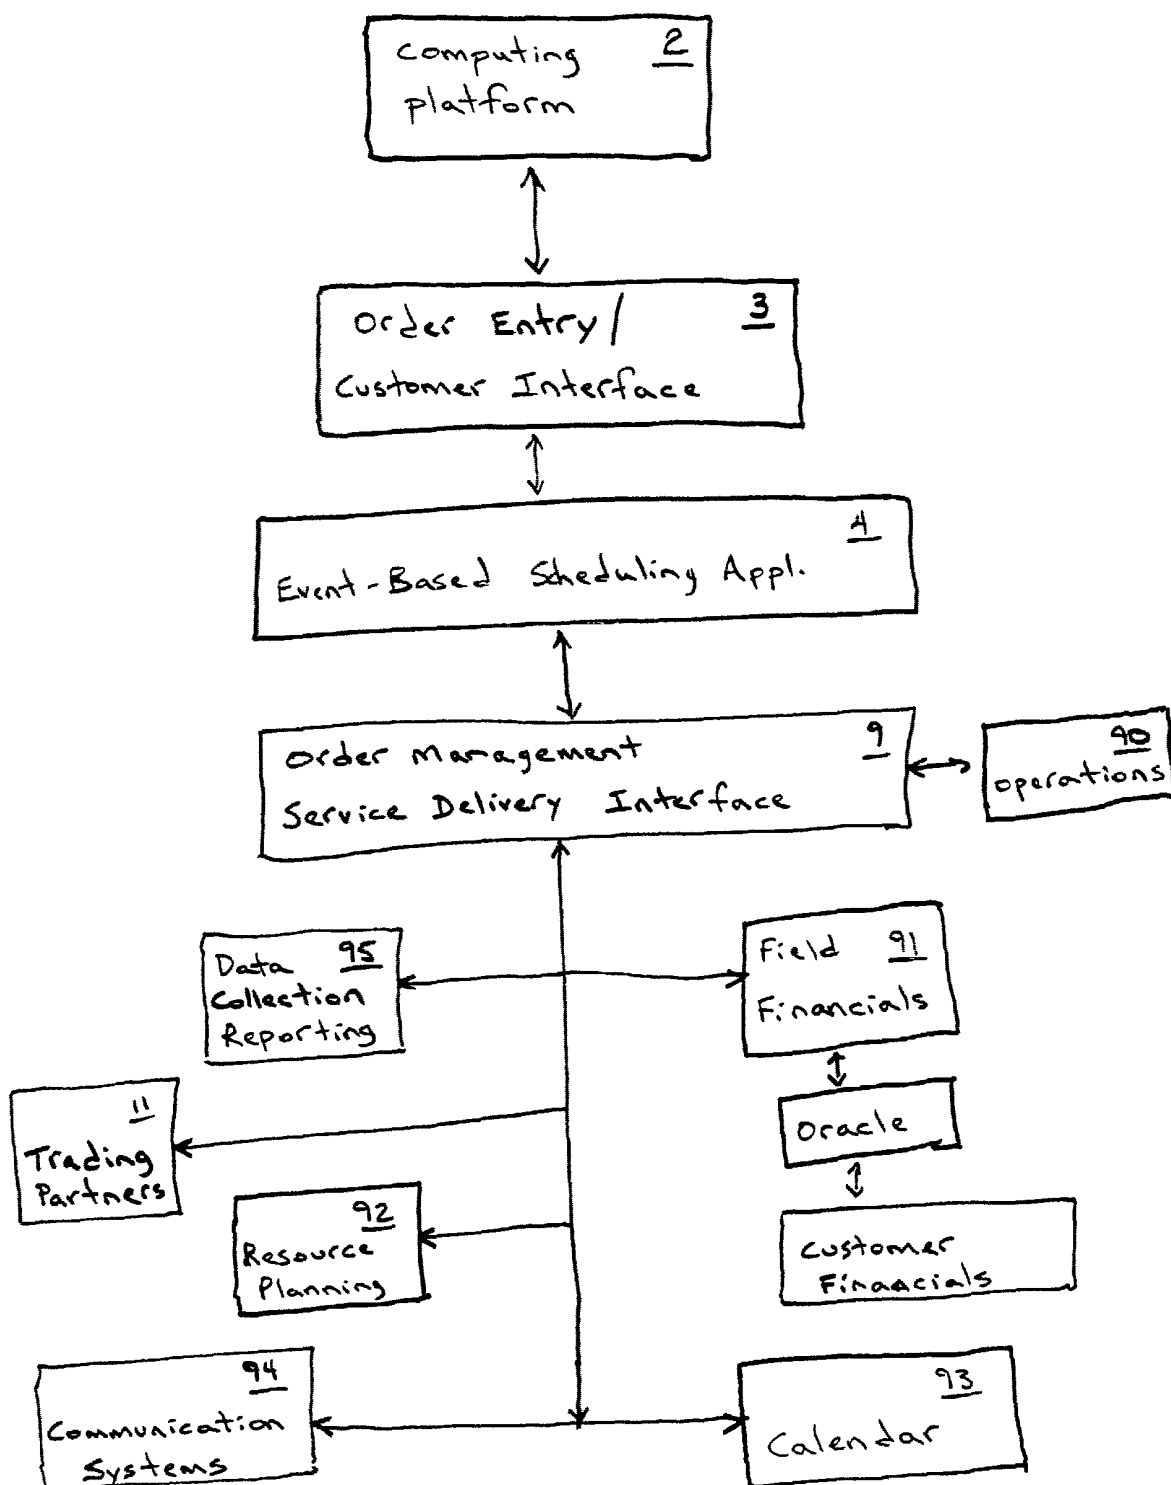 Computing 2
platform
Order Entry/ 3
Customer Interface
4
Event-Based Scheduling Appl.
Order Management 9
Service Delivery Interface
90
Operations
Data 95
Collection
Reporting
Field 91
Financials
11
Trading
Partners
Oracle
92
Resource
Planning
Customer
Financials
94
Communication
Systems
93
Calendar